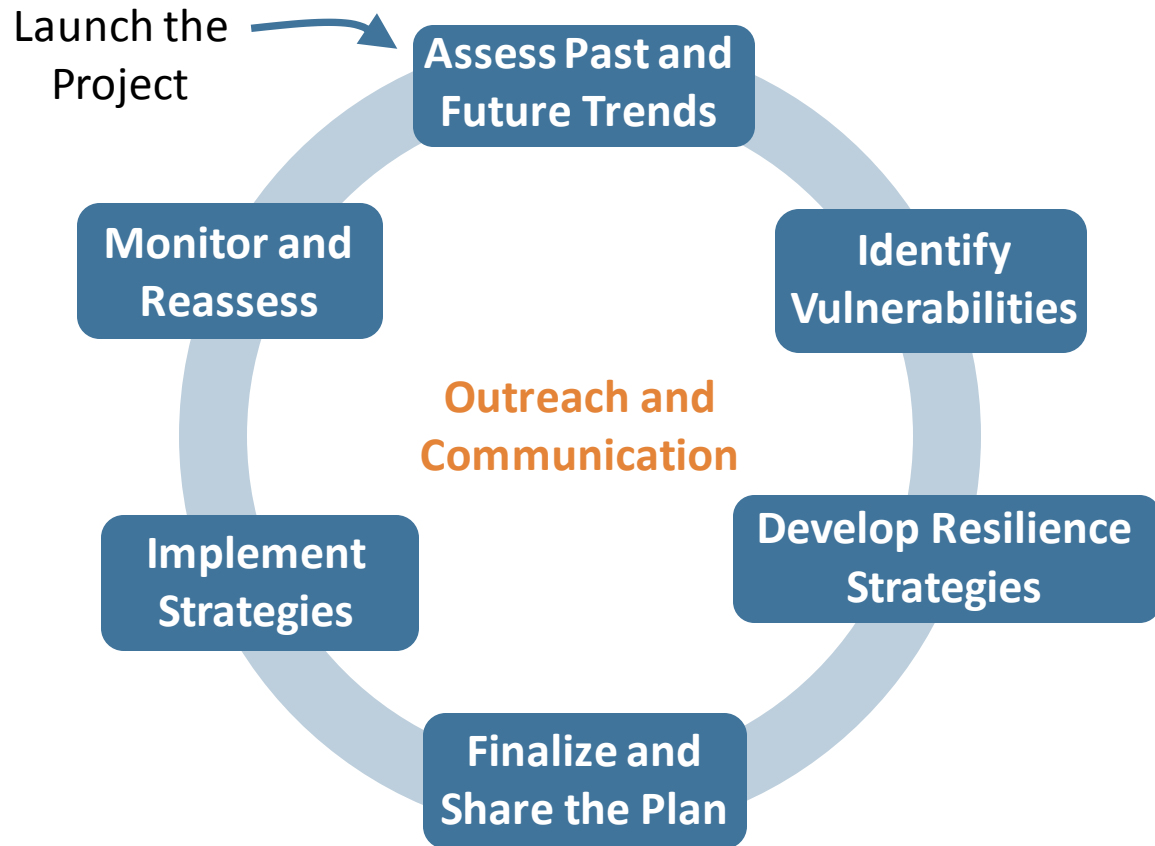 Launch the
Project
Assess Past and
Future Trends
Identify
Vulnerabilities
Develop Resilience
Strategies
Finalize and
Share the Plan
Implement
Strategies
Monitor and
Reassess
Outreach and
Communication